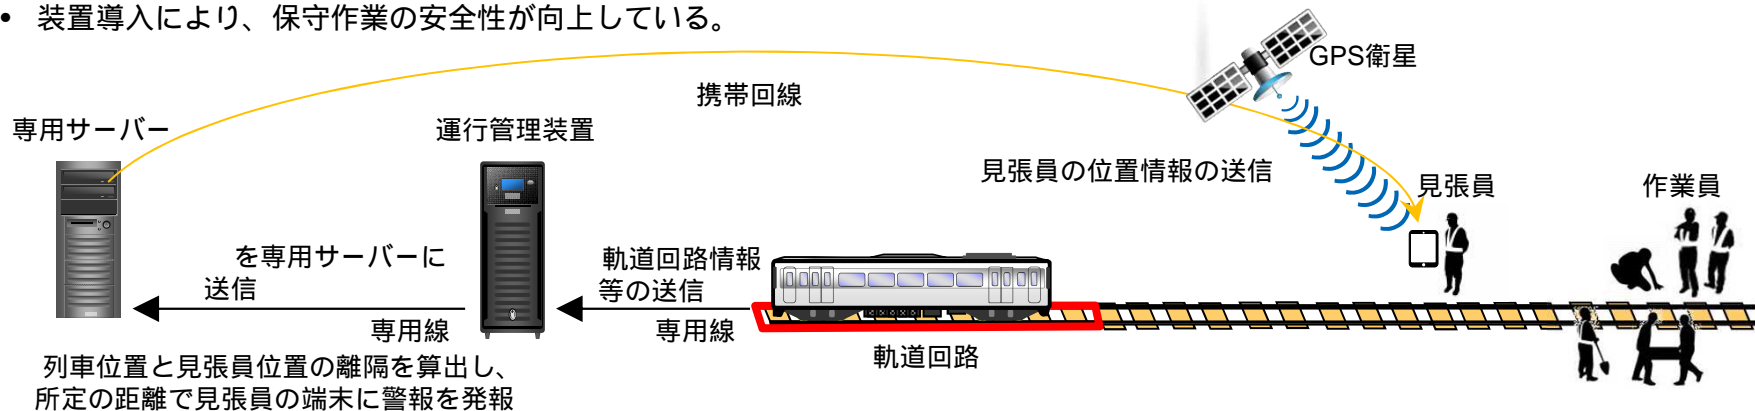 • 装置導入により、保守作業の安全性が向上している。
GPS衛星
携帯回線
専用サーバー
運行管理装置
見張員の位置情報の送信
見張員
作業員
を専用サーバーに
送信
軌道回路情報
等の送信
専用線
専用線
軌道回路
列車位置と見張員位置の離隔を算出し、
所定の距離で見張員の端末に警報を発報